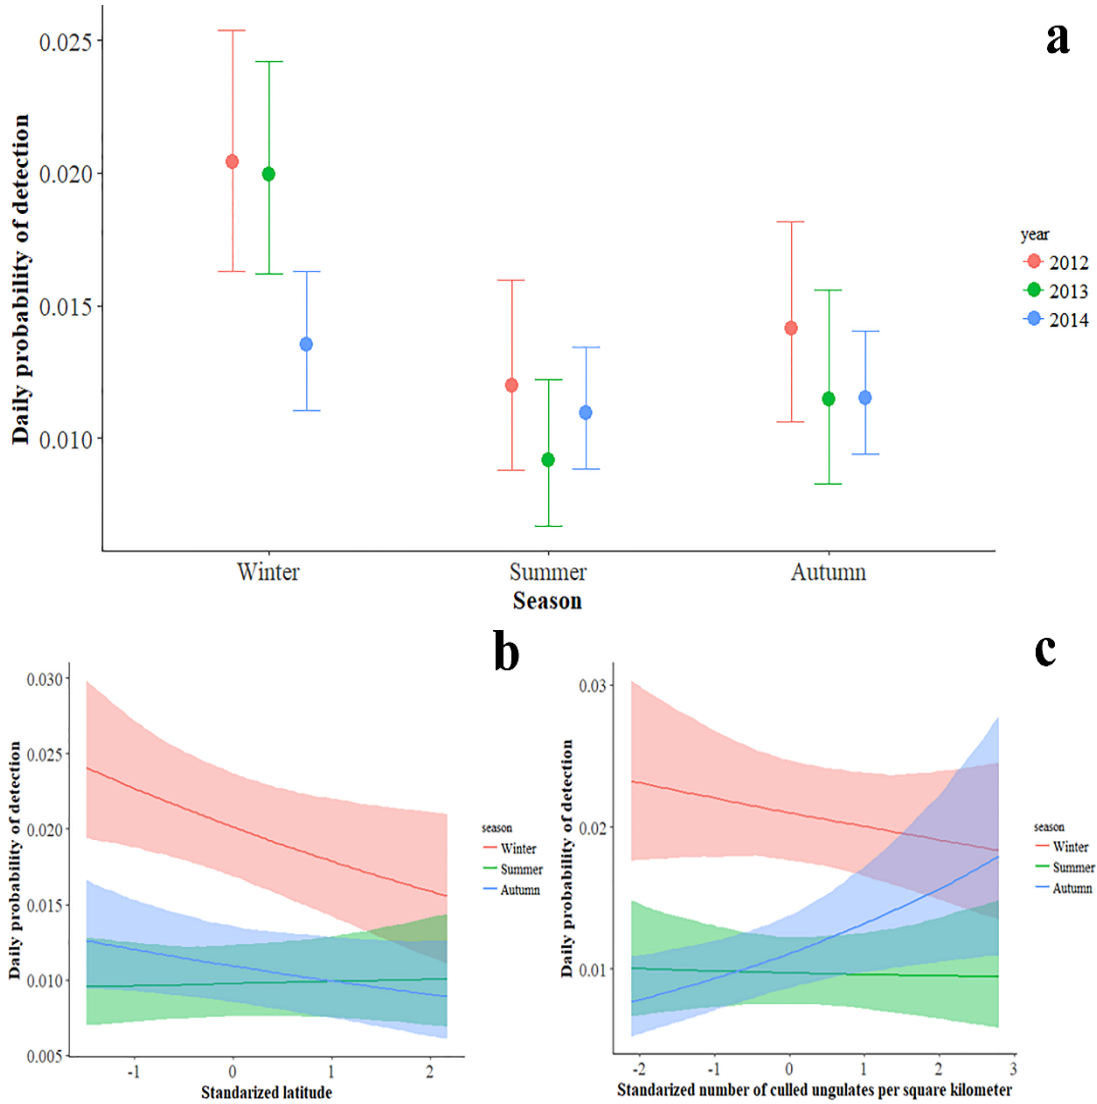 a
Daily probability of detection
0.025
0.020
0.015
0.010
Winter
Summer
Autumn
Season
year
2012
2013
2014
b
Daily probability of detection
0.030
0.025
0.020
0.015
0.010
0.005
-1
0
1
2
Standarized latitude
season
Winter
Summer
Autumn
c
Daily probability of detection
0.03
0.02
0.01
-2
-1
0
1
2
3
Standarized number of culled ungulates per square kilometer
season
Winter
Summer
Autumn